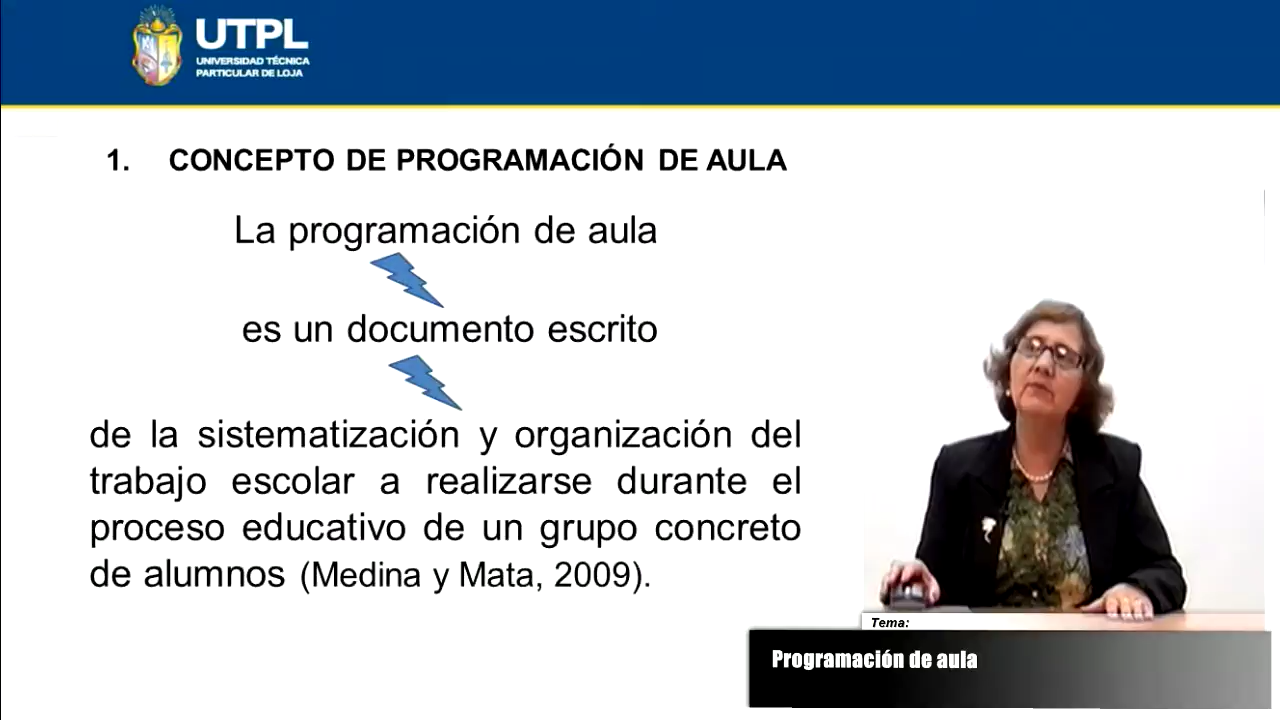 UTPL
UNIVERSIDAD TÉCNICA
PARTICULAR DE LOJA
1. CONCEPTO DE PROGRAMACIÓN DE AULA
La programación de aula
es un documento escrito
de la sistematización y organización del
trabajo escolar a realizarse durante el
proceso educativo de un grupo concreto
de alumnos (Medina y Mata, 2009).
Tema:
Programación de aula